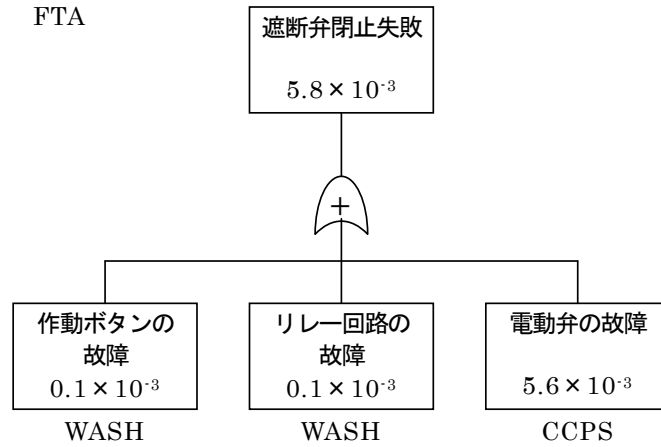 FTA
遮断弁閉止失敗
5.8×10⁻³
+
作動ボタンの
故障
0.1×10⁻³
WASH
リレー回路の
故障
0.1×10⁻³
WASH
電動弁の故障
5.6×10⁻³
CCPS